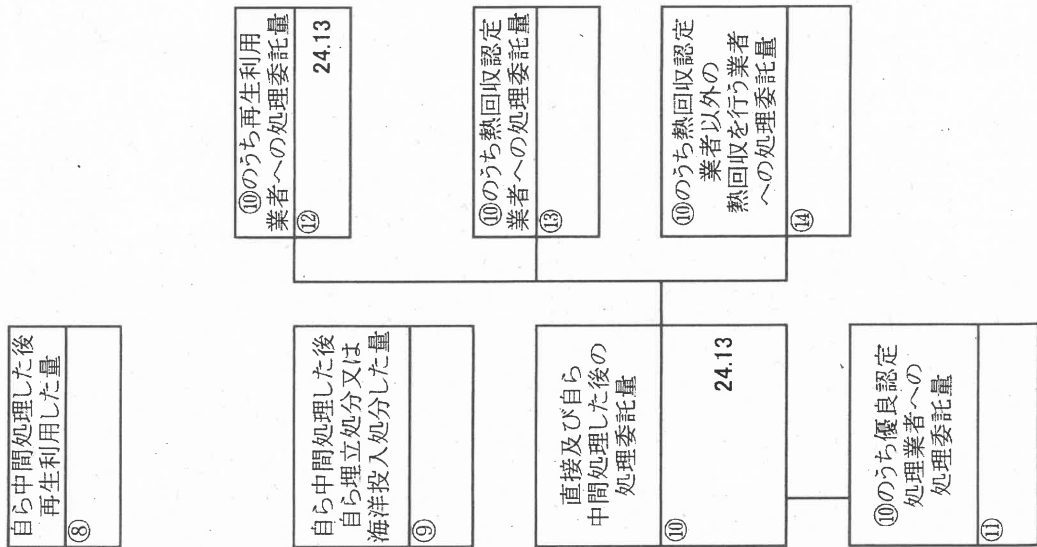 自ら中間処理した後
再生利用した量
⑧
自ら中間処理した後
自ら埋立処分又は
海洋投入処分した量
⑨
直接及び自ら
中間処理した後の
処理委託量
⑩
24.13
⑩のうち優良認定
処理業者への
処理委託量
⑪
⑩のうち再生利用
業者への処理委託量
⑫
24.13
⑩のうち熱回収認定
業者への処理委託量
⑬
⑩のうち熱回収認定
業者以外の
熱回収を行う業者
への処理委託量
⑭